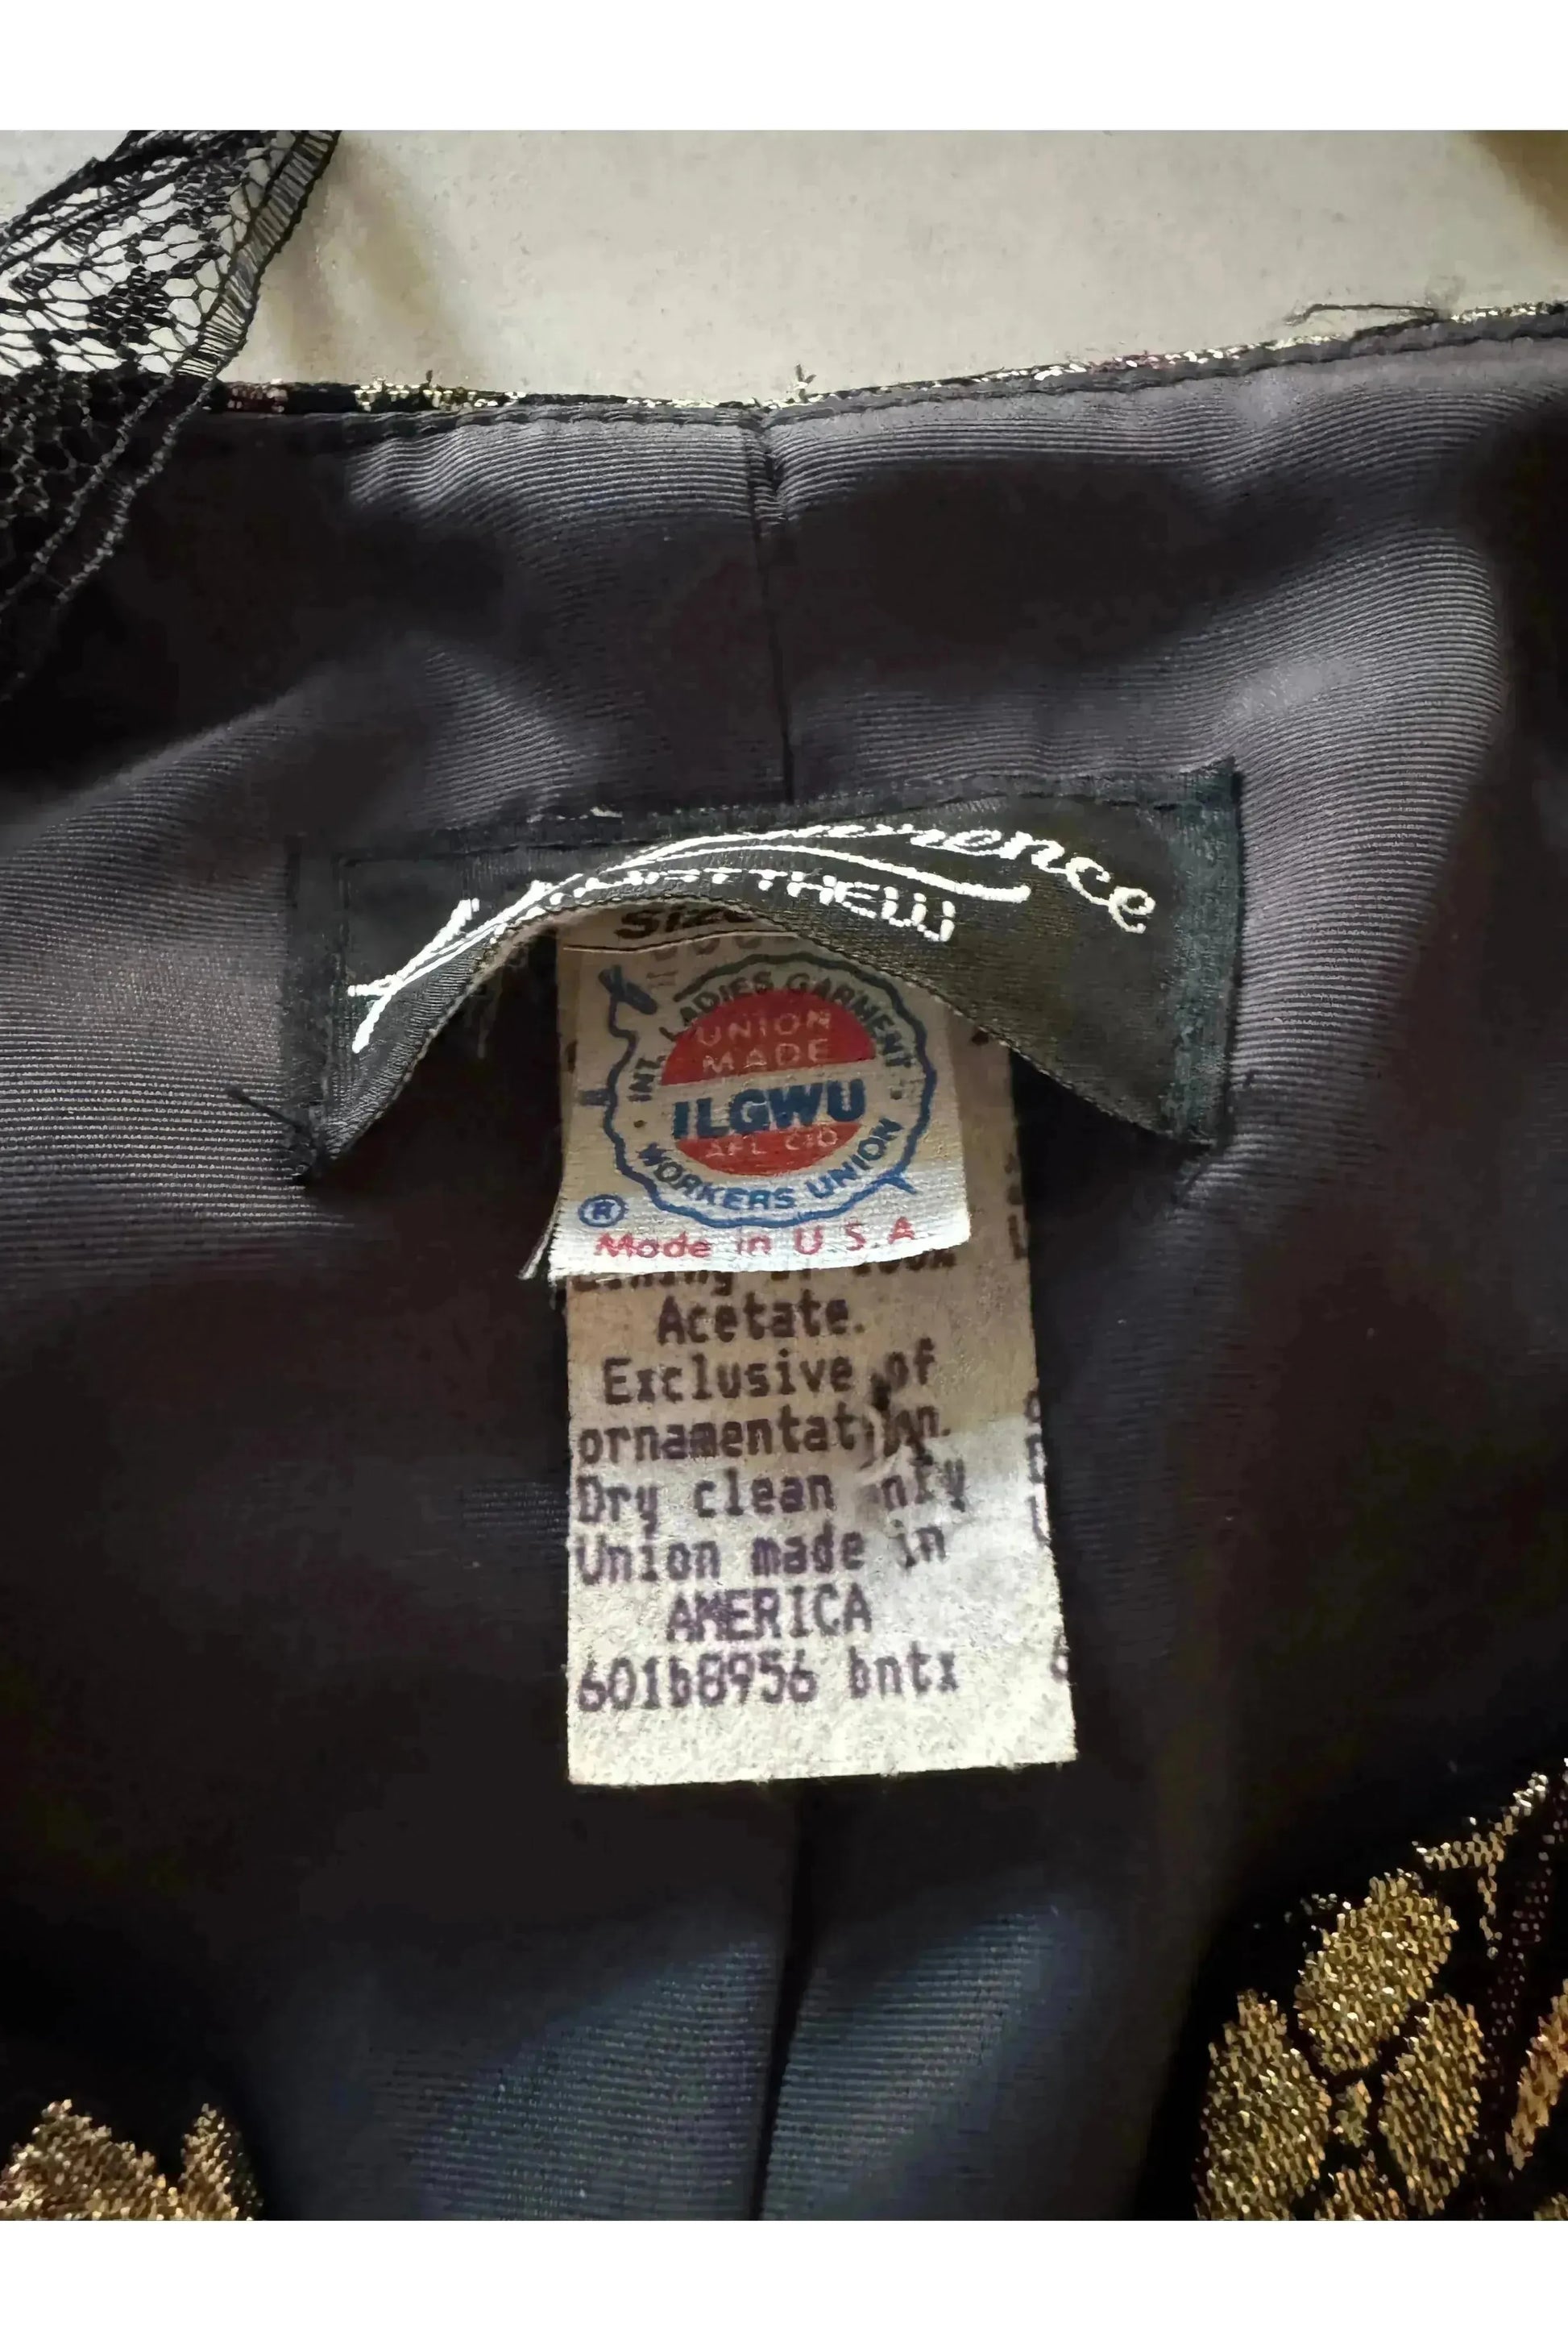 MATTHEW
Size
INT. LADIES GARMENT WORKERS UNION
UNION
MADE
ILGWU
AFL CIO
®
Made in U S A
Acetate.
Exclusive of
ornamentation.
Dry clean only
Union made in
AMERICA
601b8956 bntx